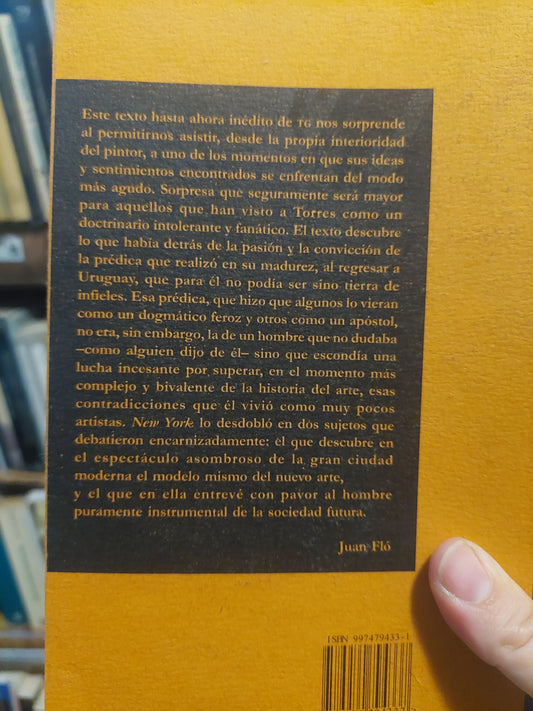 Este texto hasta ahora inédito de TG nos sorprende
al permitirnos asistir, desde la propia interioridad
del pintor, a uno de los momentos en que sus ideas
y sentimientos encontrados se enfrentan del modo
más agudo. Sorpresa que seguramente será mayor
para aquellos que han visto a Torres como un
doctrinario intolerante y fanático. El texto descubre
lo que había detrás de la pasión y la convicción de
la prédica que realizó en su madurez, al regresar a
Uruguay, que para él no podía ser sino tierra de
infieles. Esa prédica, que hizo que algunos lo vieran
como un dogmático feroz y otros como un apóstol,
no era, sin embargo, la de un hombre que no dudaba
–como alguien dijo de él– sino que escondía una
lucha incesante por superar, en el momento más
complejo y bivalente de la historia del arte, esas
contradicciones que él vivió como muy pocos
artistas. New York lo desdobló en dos sujetos que
debatieron encarnizadamente: el que descubre en
el espectáculo asombroso de la gran ciudad
moderna el modelo mismo del nuevo arte,
y el que en ella entrevé con pavor al hombre
puramente instrumental de la sociedad futura.
Juan Fló
ISBN 997479433-1